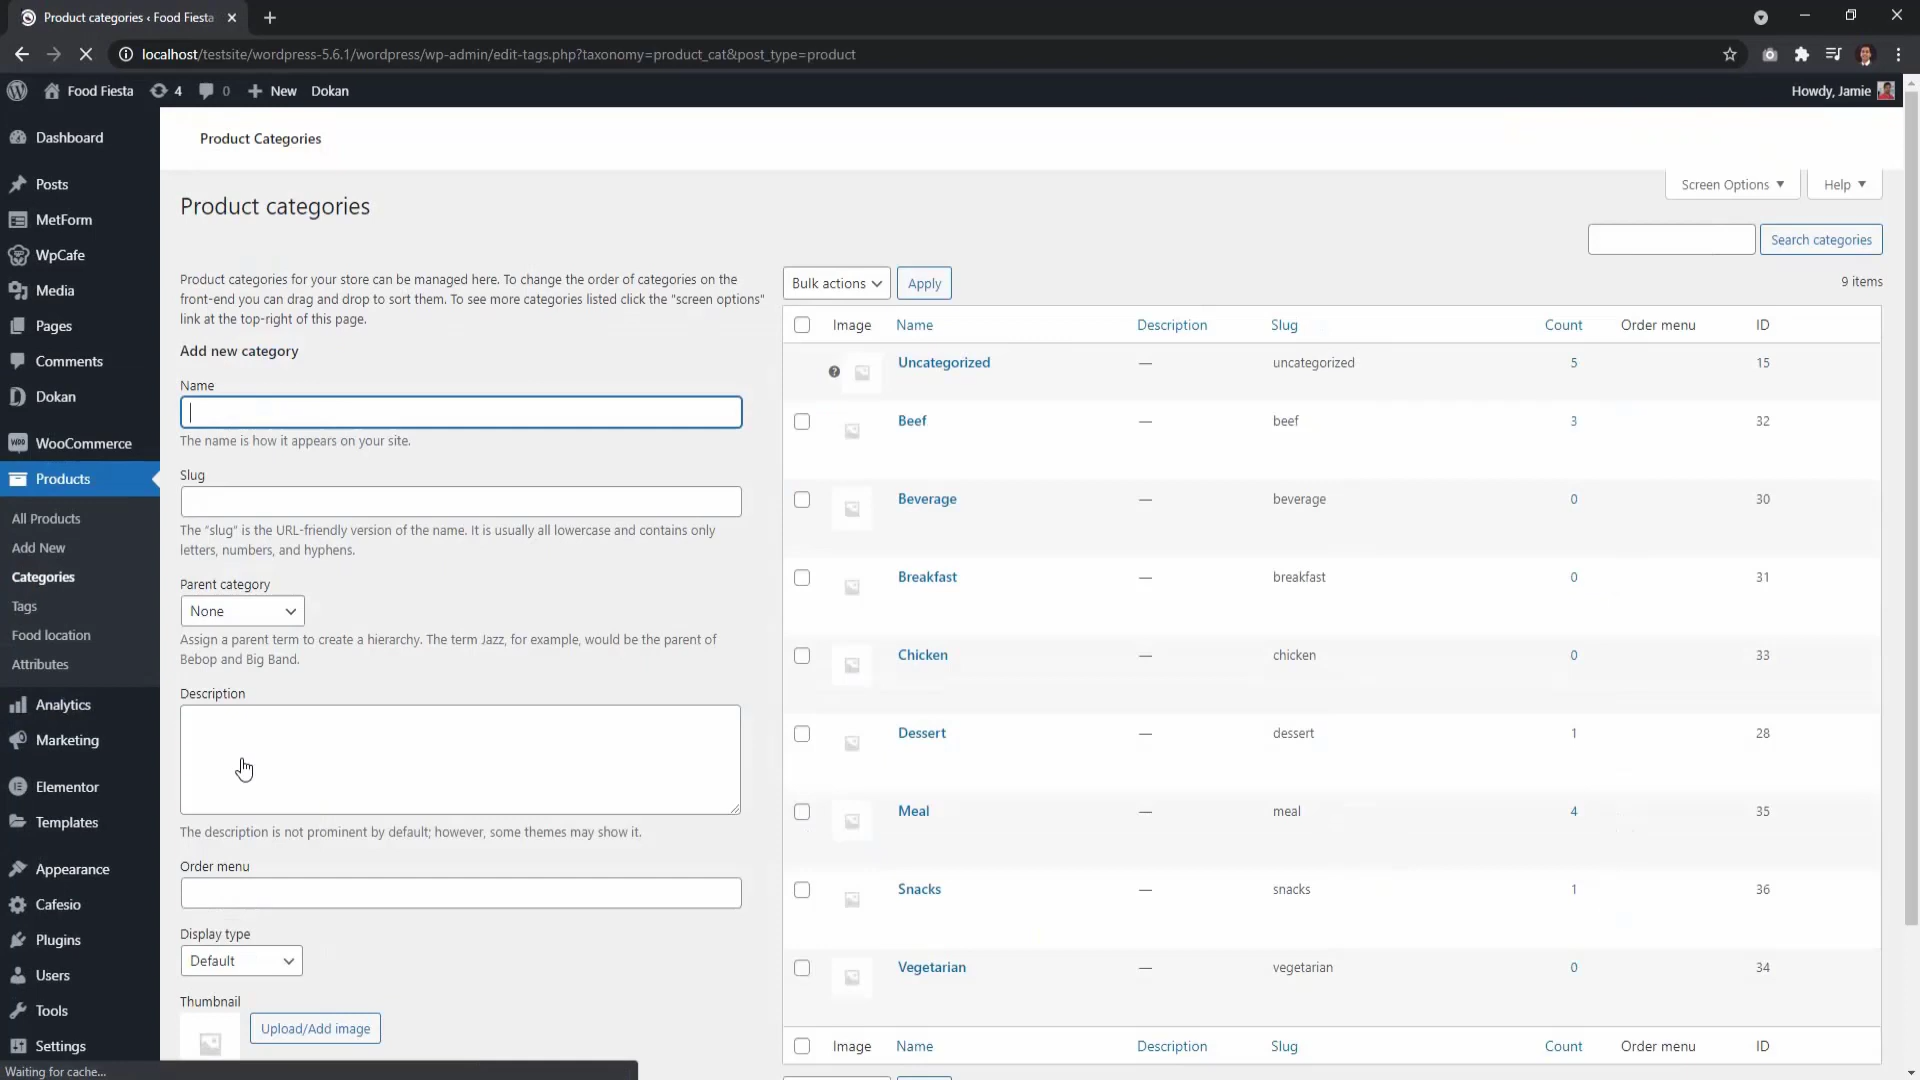 Product categories ‹ Food Fiesta
localhost/testsite/wordpress-5.6.1/wordpress/wp-admin/edit-tags.php?taxonomy=product_cat&post_type=product
Food Fiesta 4 0 New Dokan Howdy, Jamie
Dashboard
Posts
MetForm
WpCafe
Media
Pages
Comments
Dokan
WooCommerce
Products
All Products
Add New
Categories
Tags
Food location
Attributes
Analytics
Marketing
Elementor
Templates
Appearance
Cafesio
Plugins
Users
Tools
Settings
Waiting for cache...
Product Categories
Screen Options Help
Product categories
Search categories
Product categories for your store can be managed here. To change the order of categories on the
front-end you can drag and drop to sort them. To see more categories listed click the "screen options"
link at the top-right of this page.
Add new category
Name
The name is how it appears on your site.
Slug
The “slug” is the URL-friendly version of the name. It is usually all lowercase and contains only
letters, numbers, and hyphens.
Parent category
None
Assign a parent term to create a hierarchy. The term Jazz, for example, would be the parent of
Bebop and Big Band.
Description
The description is not prominent by default; however, some themes may show it.
Order menu
Display type
Default
Thumbnail
Upload/Add image
Bulk actions Apply 9 items
Image Name Description Slug Count Order menu ID
Uncategorized — uncategorized 5 15
Beef — beef 3 32
Beverage — beverage 0 30
Breakfast — breakfast 0 31
Chicken — chicken 0 33
Dessert — dessert 1 28
Meal — meal 4 35
Snacks — snacks 1 36
Vegetarian — vegetarian 0 34
Image Name Description Slug Count Order menu ID